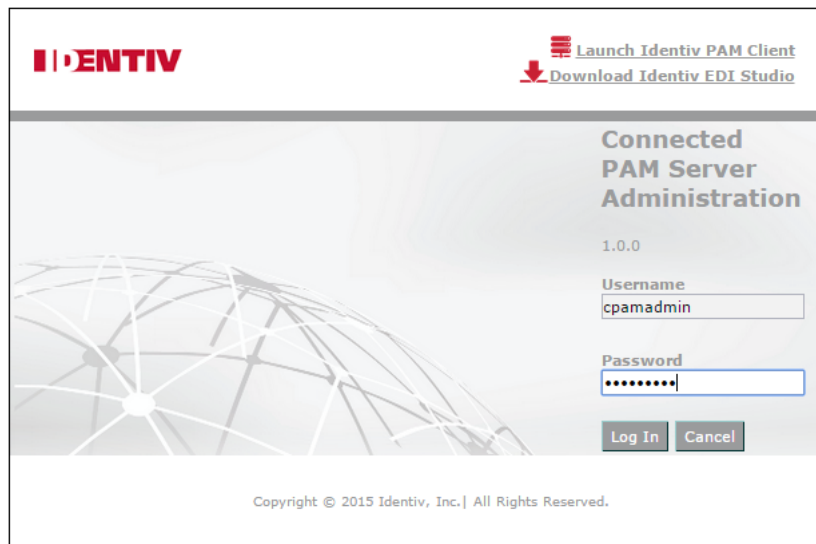 IDENTIV
Launch Identiv PAM Client
Download Identiv EDI Studio
Connected
PAM Server
Administration
1.0.0
Username
cpamadmin
Password
•••••••••
Log In Cancel
Copyright © 2015 Identiv, Inc.| All Rights Reserved.